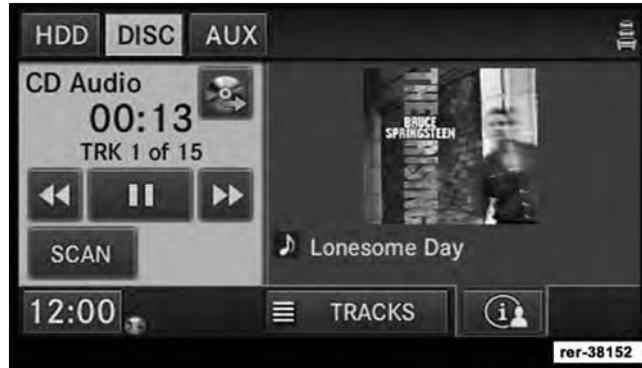 HDD DISC AUX
CD Audio
00:13
TRK 1 of 15
SCAN
THE RISING
BRUCE
SPRINGSTEEN
Lonesome Day
12:00
TRACKS
i
rer-38152